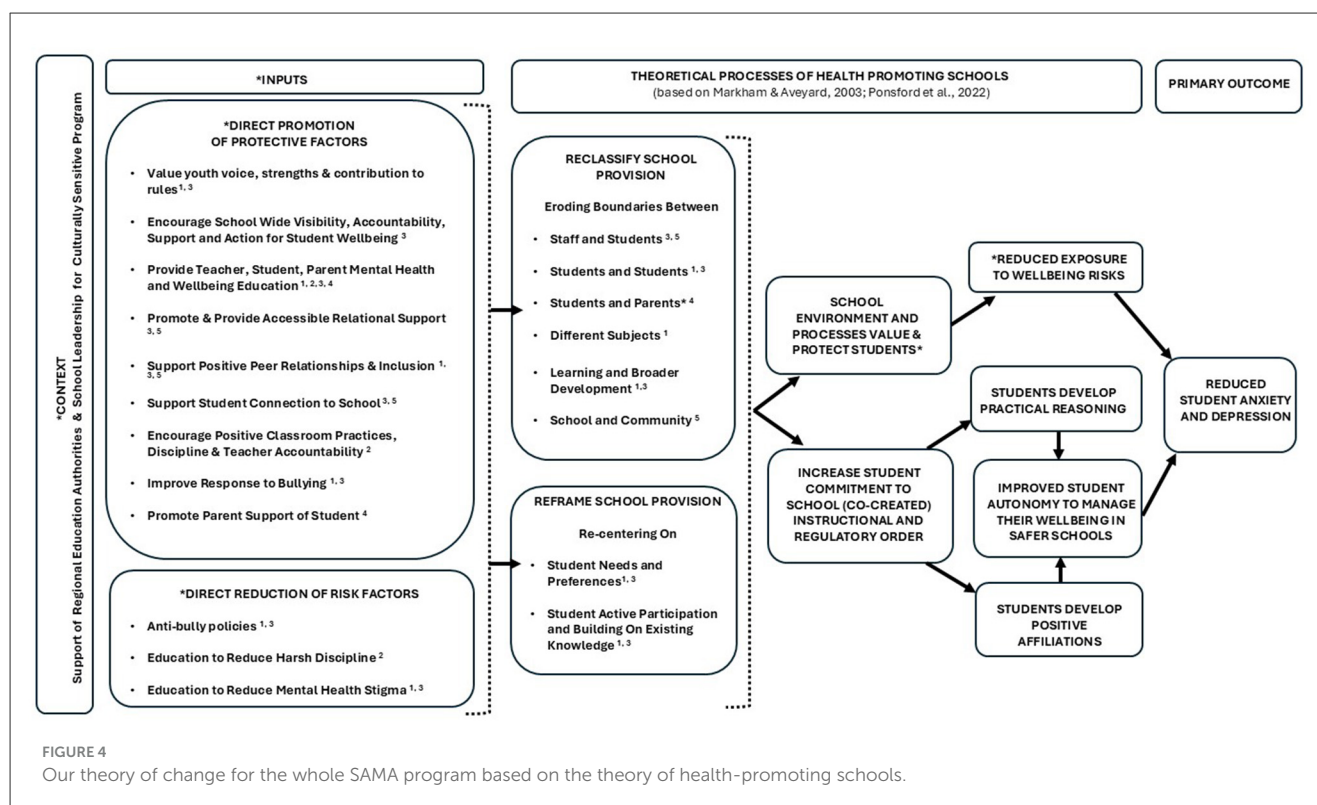 *CONTEXT
Support of Regional Education Authorities & School Leadership for Culturally Sensitive Program
*INPUTS
*DIRECT PROMOTION
OF PROTECTIVE FACTORS
• Value youth voice, strengths & contribution to
rules 1, 3
• Encourage School Wide Visibility, Accountability,
Support and Action for Student Wellbeing 3
• Provide Teacher, Student, Parent Mental Health
and Wellbeing Education 1, 2, 3, 4
• Promote & Provide Accessible Relational Support
3, 5
• Support Positive Peer Relationships & Inclusion 1,
3, 5
• Support Student Connection to School 3, 5
• Encourage Positive Classroom Practices,
Discipline & Teacher Accountability 2
• Improve Response to Bullying 1, 3
• Promote Parent Support of Student 4
*DIRECT REDUCTION OF RISK FACTORS
• Anti-bully policies 1, 3
• Education to Reduce Harsh Discipline 2
• Education to Reduce Mental Health Stigma 1, 3
THEORETICAL PROCESSES OF HEALTH PROMOTING SCHOOLS
(based on Markham & Aveyard, 2003; Ponsford et al., 2022)
RECLASSIFY SCHOOL
PROVISION
Eroding Boundaries Between
• Staff and Students 3, 5
• Students and Students 1, 3
• Students and Parents* 4
• Different Subjects 1
• Learning and Broader
Development 1,3
• School and Community 5
REFRAME SCHOOL PROVISION
Re-centering On
• Student Needs and
Preferences 1, 3
• Student Active Participation
and Building On Existing
Knowledge 1, 3
SCHOOL
ENVIRONMENT AND
PROCESSES VALUE &
PROTECT STUDENTS*
INCREASE STUDENT
COMMITMENT TO
SCHOOL (CO-CREATED)
INSTRUCTIONAL AND
REGULATORY ORDER
*REDUCED EXPOSURE
TO WELLBEING RISKS
STUDENTS DEVELOP
PRACTICAL REASONING
IMPROVED STUDENT
AUTONOMY TO MANAGE
THEIR WELLBEING IN
SAFER SCHOOLS
STUDENTS DEVELOP
POSITIVE
AFFILIATIONS
PRIMARY OUTCOME
REDUCED
STUDENT ANXIETY
AND DEPRESSION
FIGURE 4
Our theory of change for the whole SAMA program based on the theory of health-promoting schools.